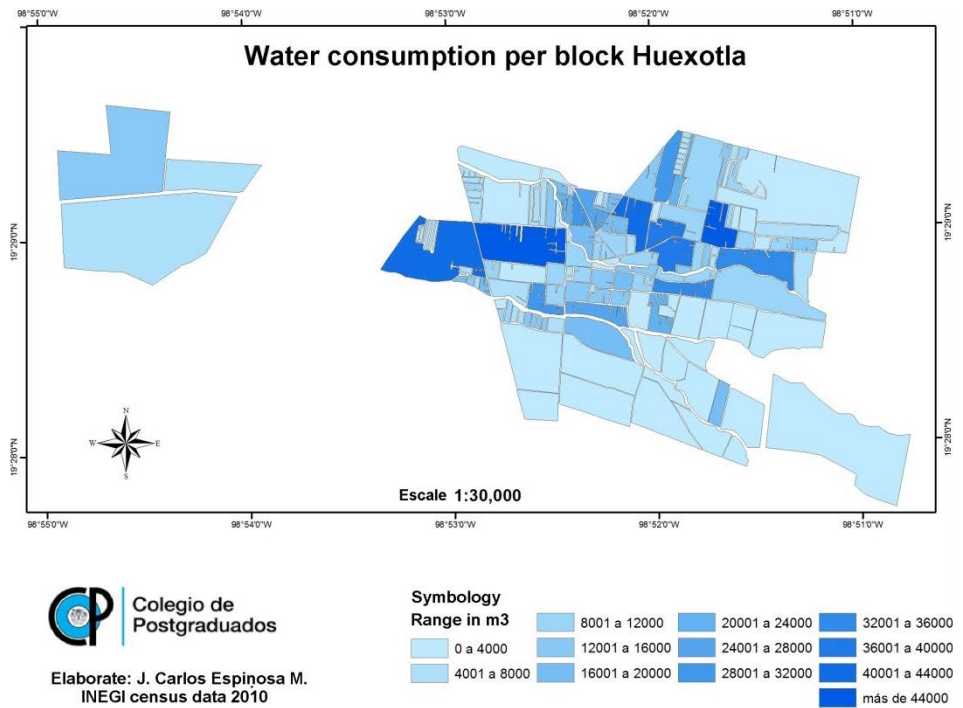 98°55'0"W 98°54'0"W 98°53'0"W 98°52'0"W 98°51'0"W
Water consumption per block Huexotla
19°29'0"N 19°29'0"N
N
W E
S
19°28'0"N 19°28'0"N
Escale 1:30,000
98°55'0"W 98°54'0"W 98°53'0"W 98°52'0"W 98°51'0"W
CP
Colegio de
Postgraduados
Elaborate: J. Carlos Espinosa M.
INEGI census data 2010
Symbology
Range in m3
0 a 4000
4001 a 8000
8001 a 12000
12001 a 16000
16001 a 20000
20001 a 24000
24001 a 28000
28001 a 32000
32001 a 36000
36001 a 40000
40001 a 44000
más de 44000